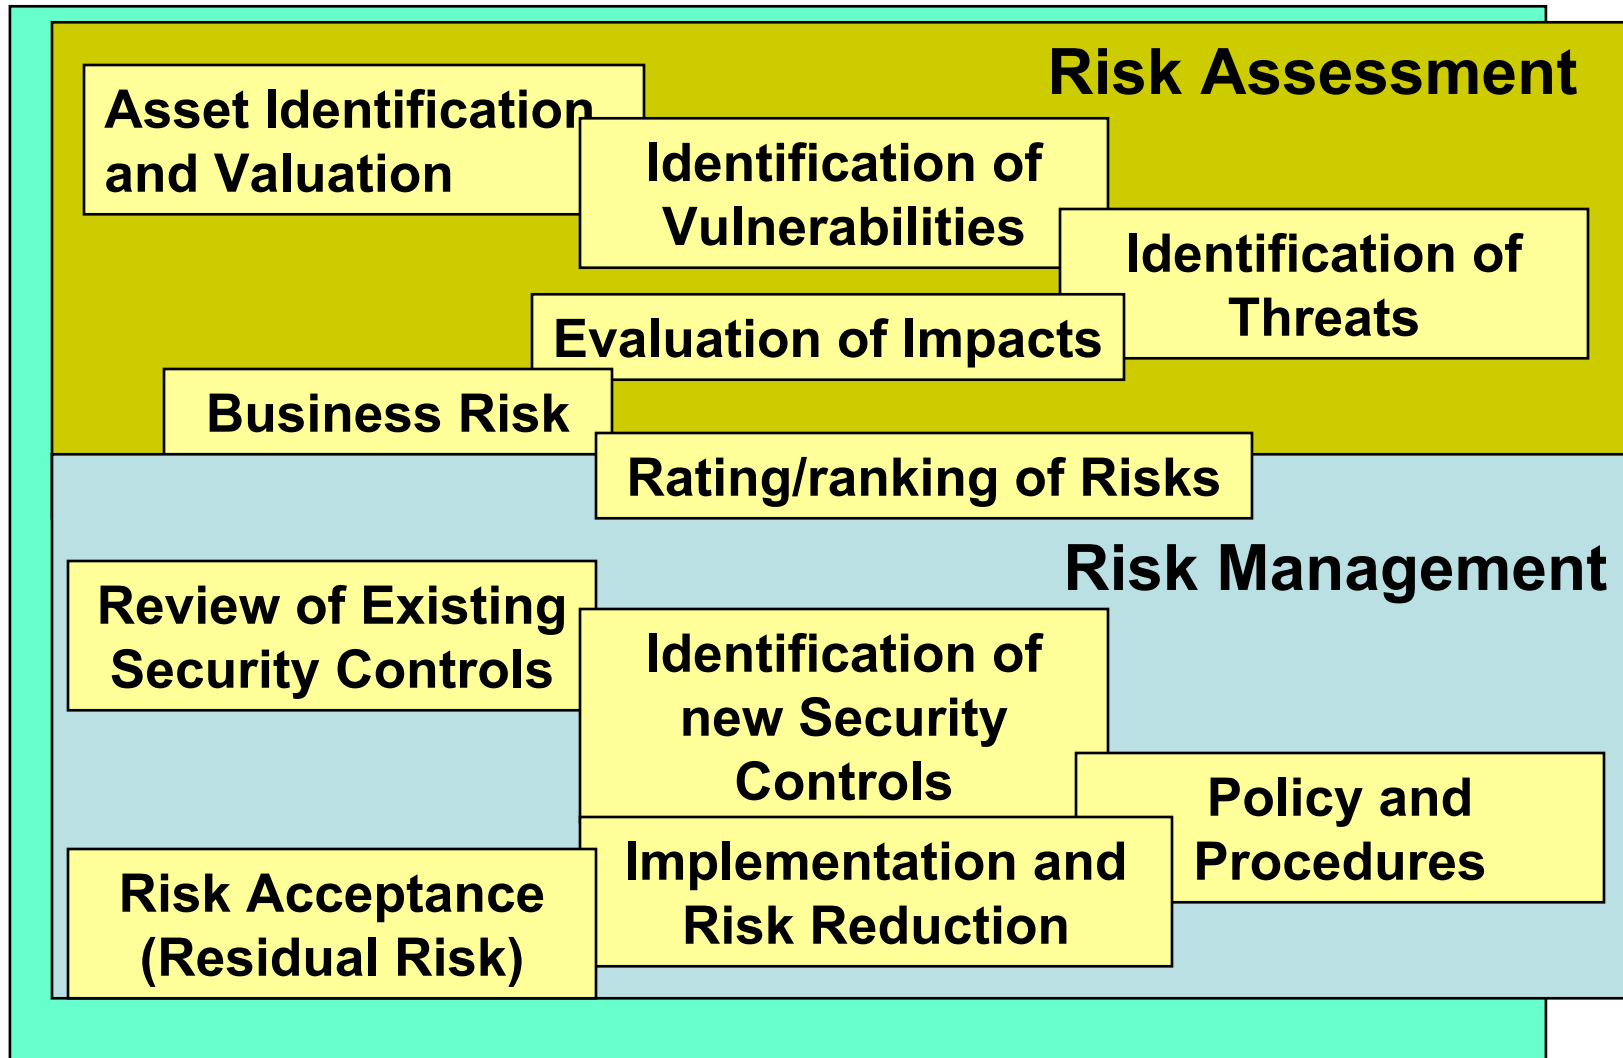 Risk Assessment
Asset Identification
and Valuation
Identification of
Vulnerabilities
Identification of
Threats
Evaluation of Impacts
Business Risk
Rating/ranking of Risks
Risk Management
Review of Existing
Security Controls
Identification of
new Security
Controls
Policy and
Procedures
Implementation and
Risk Reduction
Risk Acceptance
(Residual Risk)